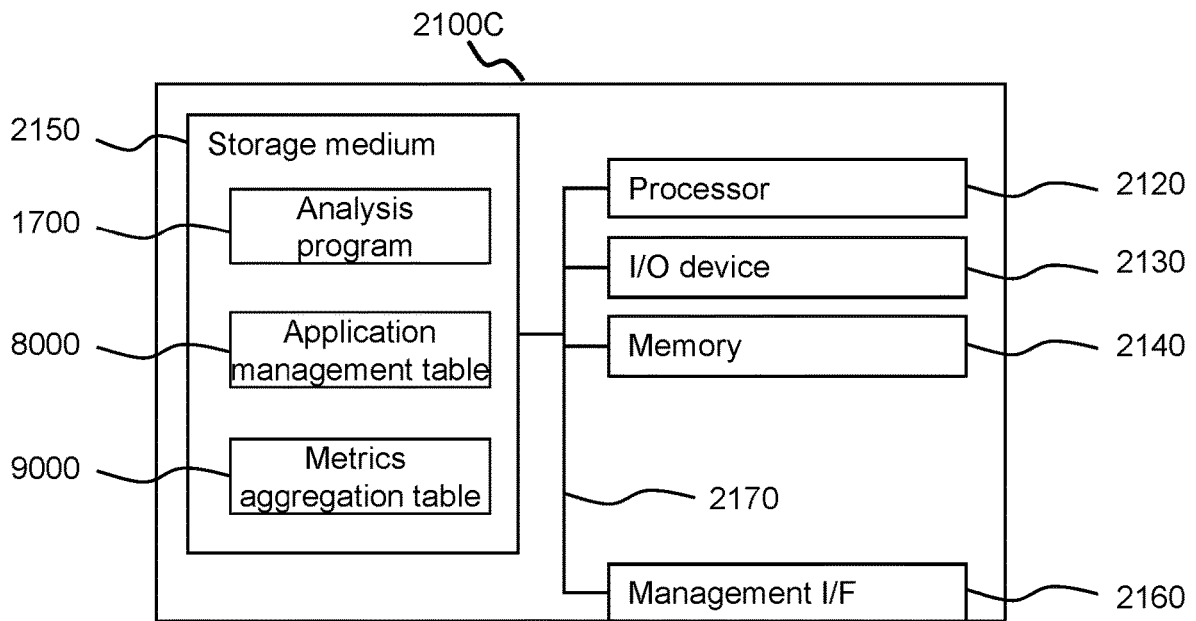 2100C
2150
Storage medium
1700
Analysis
program
8000
Application
management table
9000
Metrics
aggregation table
Processor
2120
I/O device
2130
Memory
2140
2170
Management I/F
2160